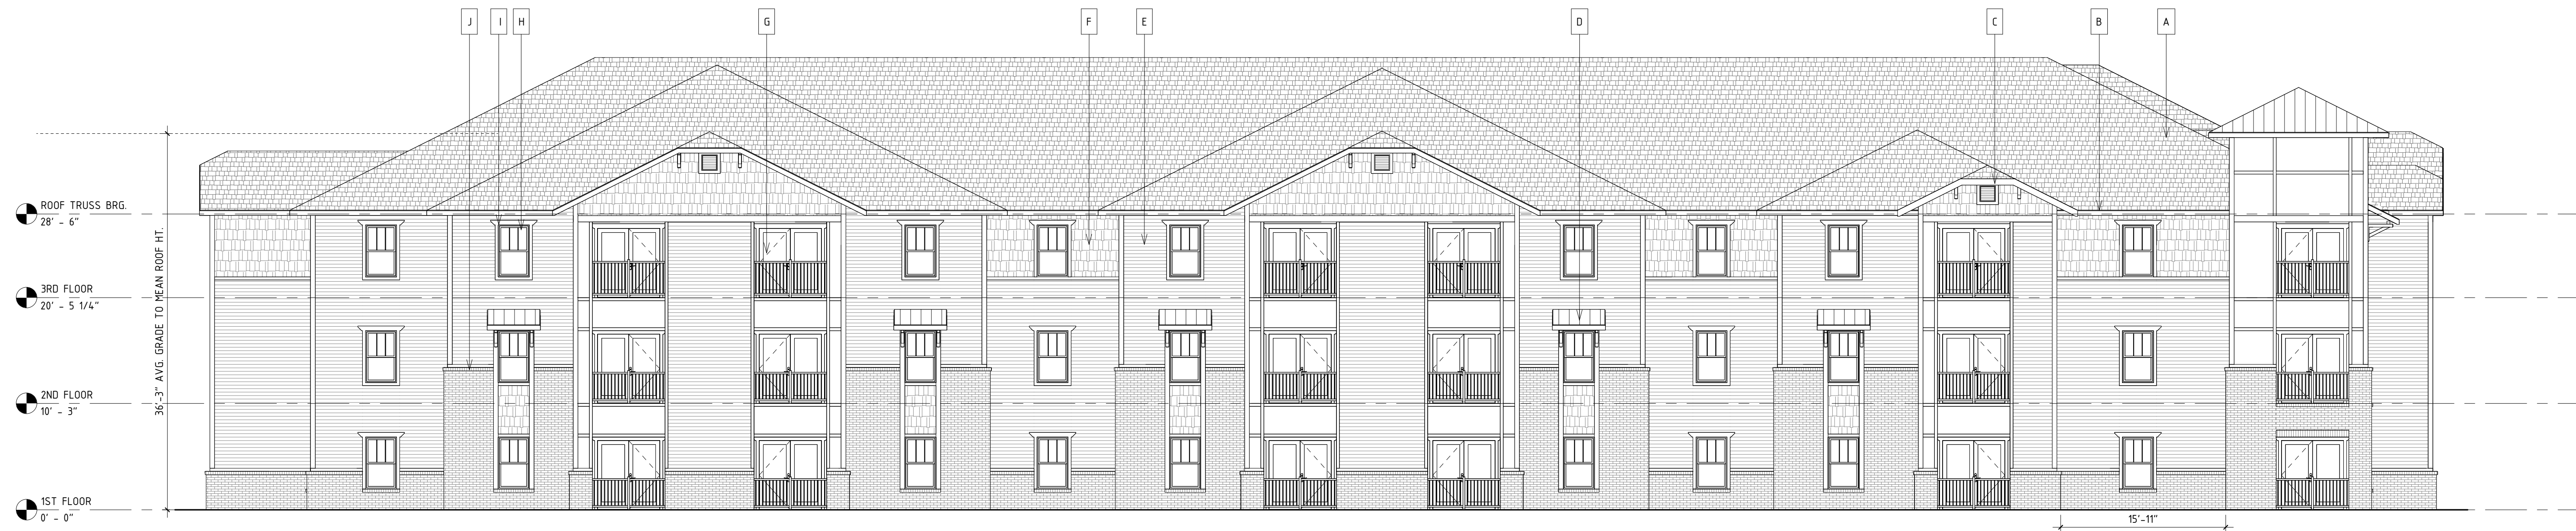 J I H G F E D C B A
ROOF TRUSS BRG.
28' - 6"
3RD FLOOR
20' - 5 1/4"
2ND FLOOR
10' - 3"
1ST FLOOR
0' - 0"
36'-3" AVG. GRADE TO MEAN ROOF HT.
15'-11"